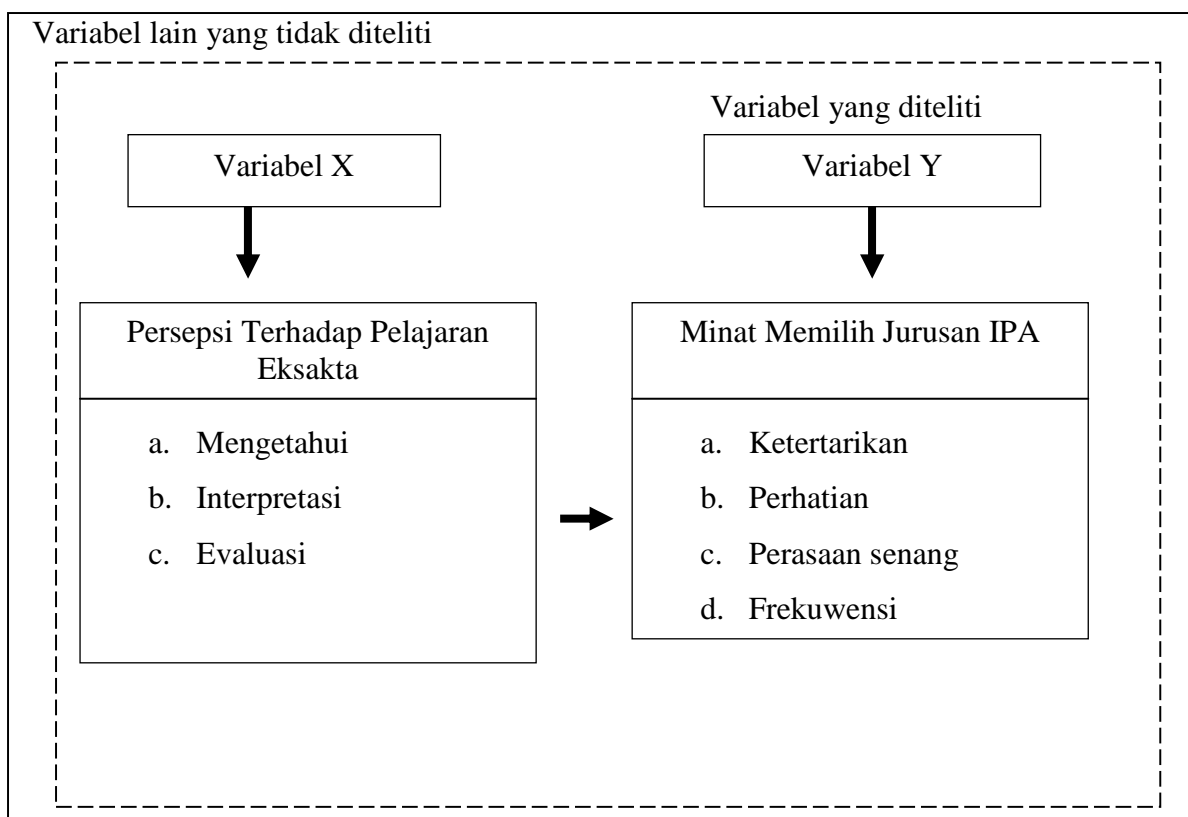 Variabel lain yang tidak diteliti
Variabel yang diteliti
Variabel X
Variabel Y
Persepsi Terhadap Pelajaran
Eksakta
Minat Memilih Jurusan IPA
a. Mengetahui
b. Interpretasi
c. Evaluasi
a. Ketertarikan
b. Perhatian
c. Perasaan senang
d. Frekuwensi